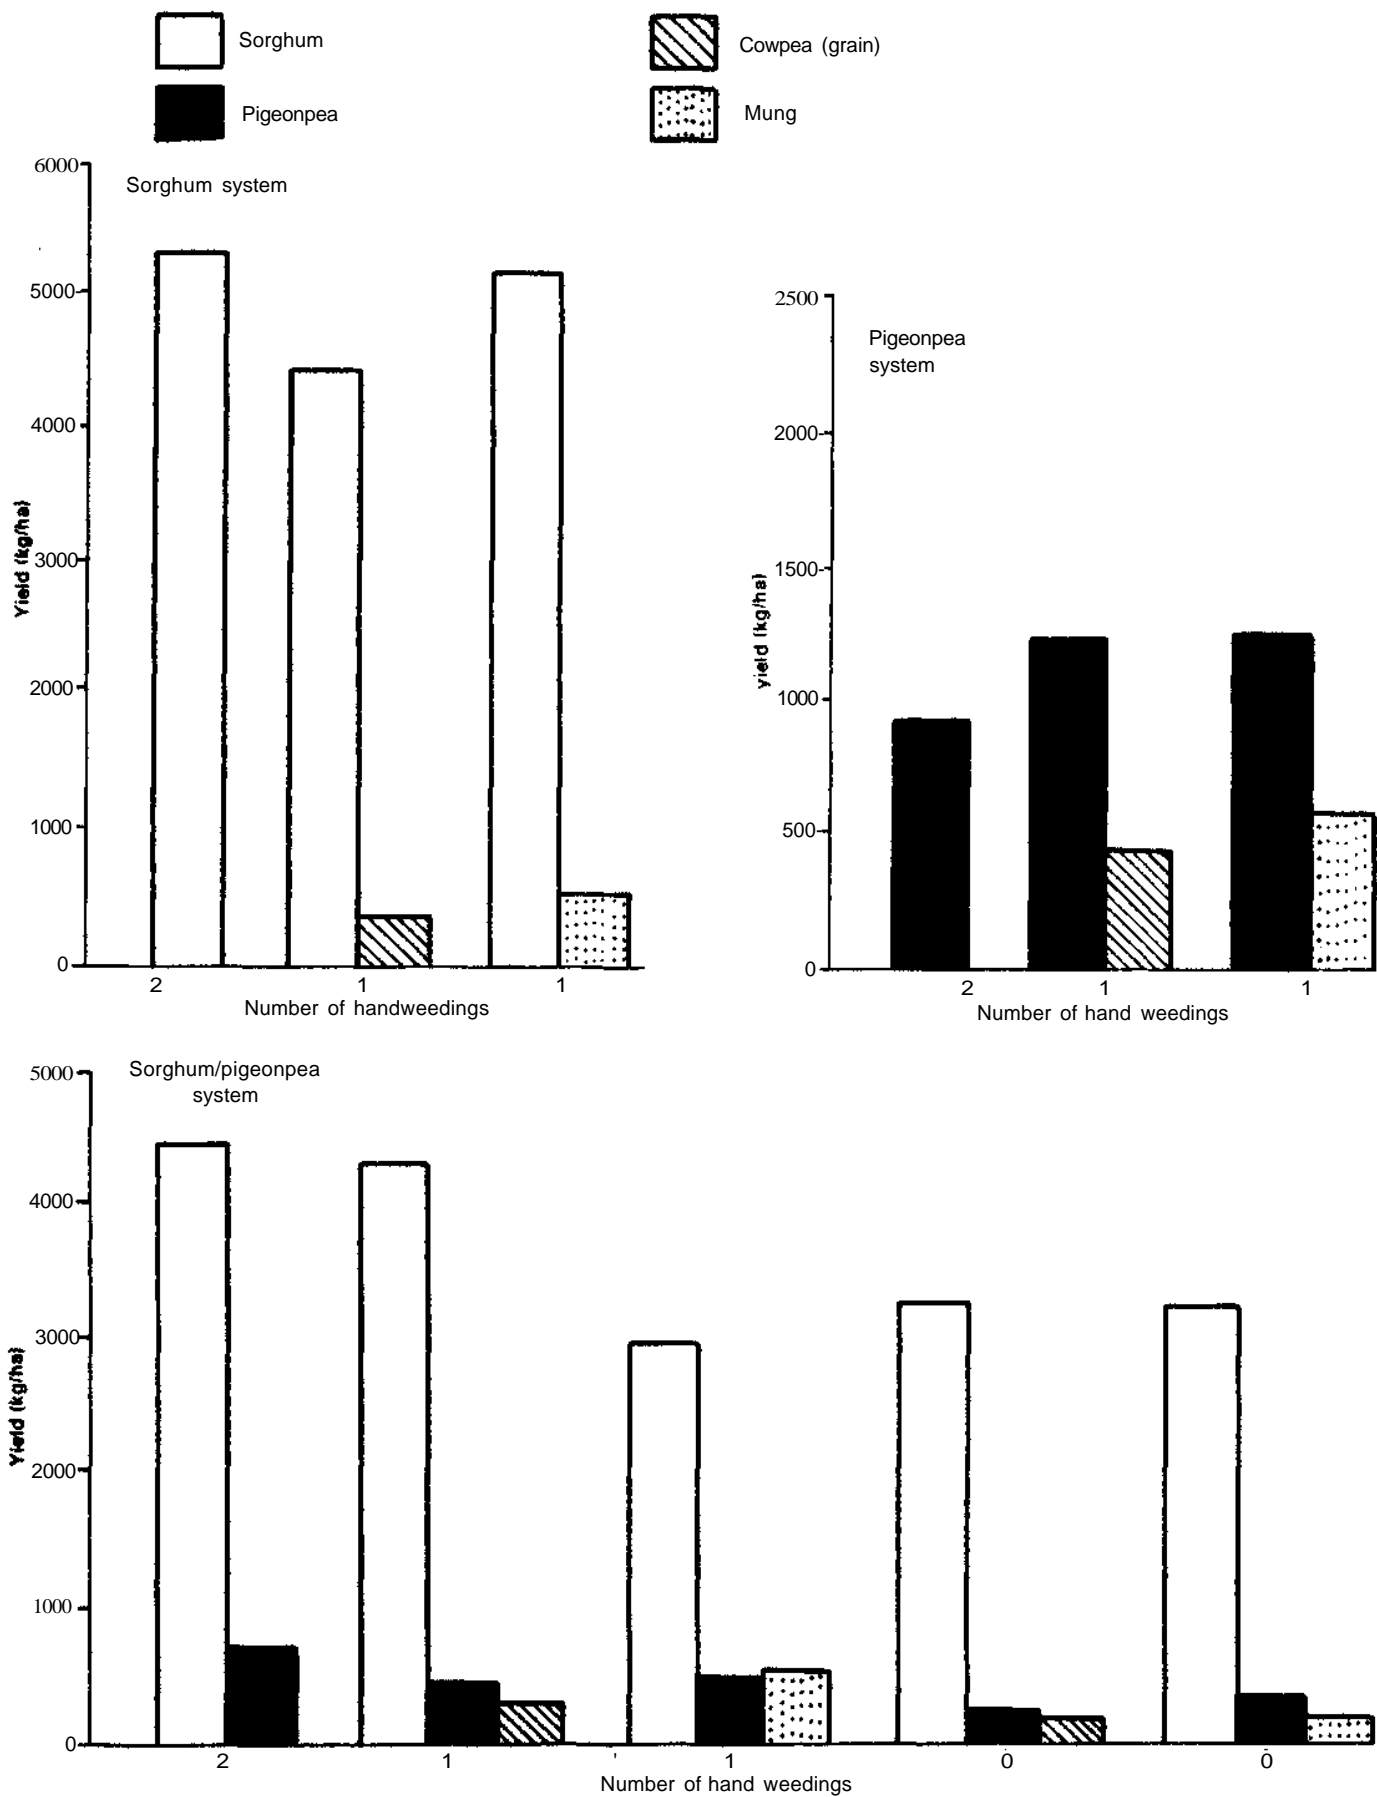 Sorghum
Cowpea (grain)
Pigeonpea
Mung
Sorghum system
6000
5000
4000
3000
2000
1000
0
Yield (kg/ha)
2 1 1
Number of handweedings
Pigeonpea
system
2500
2000
1500
1000
500
0
yield (kg/ha)
2 1 1
Number of hand weedings
Sorghum/pigeonpea
system
5000
4000
3000
2000
1000
0
Yield (kg/ha)
2 1 1 0 0
Number of hand weedings